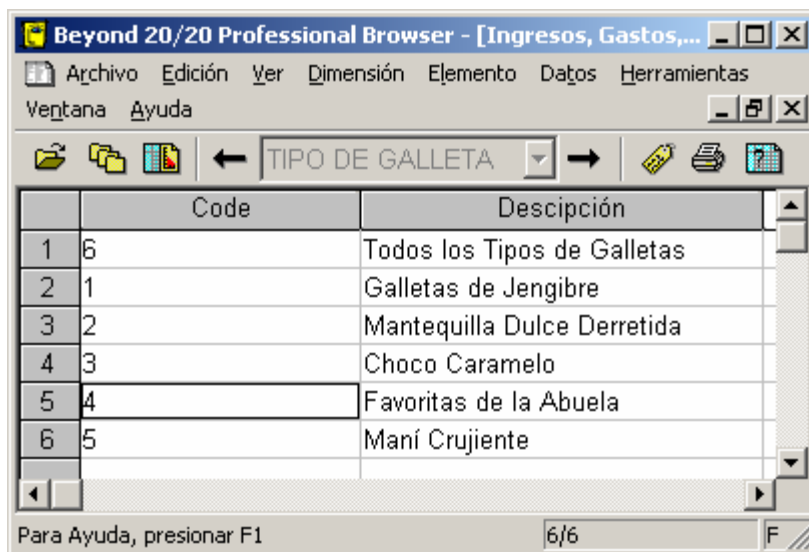 Beyond 20/20 Professional Browser - [Ingresos, Gastos,...
Archivo Edición Ver Dimensión Elemento Datos Herramientas
Ventana Ayuda
TIPO DE GALLETA
Code Descipción
1 6 Todos los Tipos de Galletas
2 1 Galletas de Jengibre
3 2 Mantequilla Dulce Derretida
4 3 Choco Caramelo
5 4 Favoritas de la Abuela
6 5 Maní Crujiente
Para Ayuda, presionar F1 6/6 F